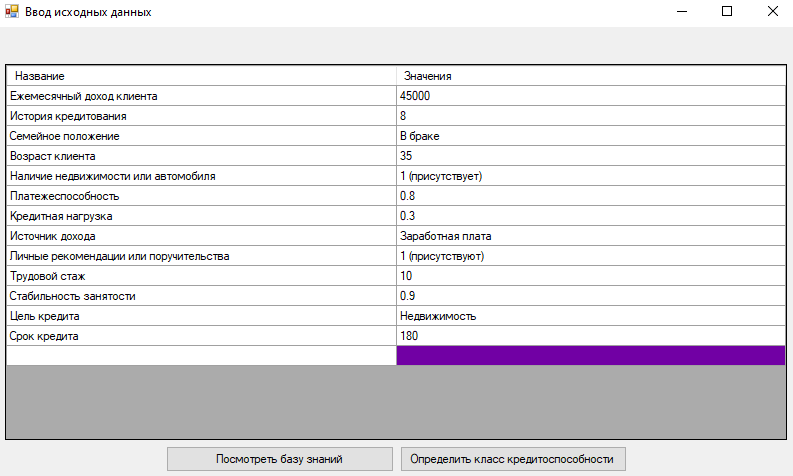 Ввод исходных данных
Название Значения
Ежемесячный доход клиента 45000
История кредитования 8
Семейное положение В браке
Возраст клиента 35
Наличие недвижимости или автомобиля 1 (присутствует)
Платежеспособность 0.8
Кредитная нагрузка 0.3
Источник дохода Заработная плата
Личные рекомендации или поручительства 1 (присутствуют)
Трудовой стаж 10
Стабильность занятости 0.9
Цель кредита Недвижимость
Срок кредита 180
Посмотреть базу знаний Определить класс кредитоспособности